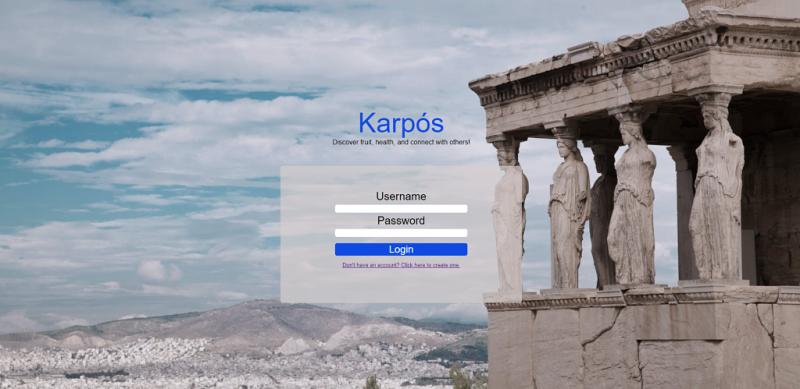 Karpós
Discover fruit, health, and connect with others!
Username
Password
Login
Don't have an account? Click here to create one.